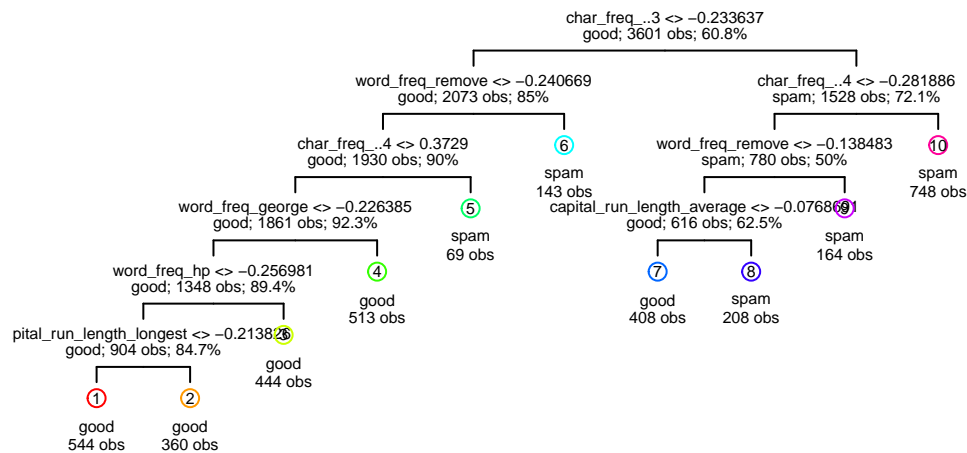 char_freq_..3 <> −0.233637
good; 3601 obs; 60.8%
word_freq_remove <> −0.240669
good; 2073 obs; 85%
char_freq_..4 <> −0.281886
spam; 1528 obs; 72.1%
char_freq_..4 <> 0.3729
good; 1930 obs; 90%
6
spam
143 obs
word_freq_remove <> −0.138483
spam; 780 obs; 50%
10
spam
748 obs
word_freq_george <> −0.226385
good; 1861 obs; 92.3%
5
spam
69 obs
capital_run_length_average <> −0.0768691
good; 616 obs; 62.5%
9
spam
164 obs
word_freq_hp <> −0.256981
good; 1348 obs; 89.4%
4
good
513 obs
7
good
408 obs
8
spam
208 obs
pital_run_length_longest <> −0.213826
good; 904 obs; 84.7%
3
good
444 obs
1
good
544 obs
2
good
360 obs